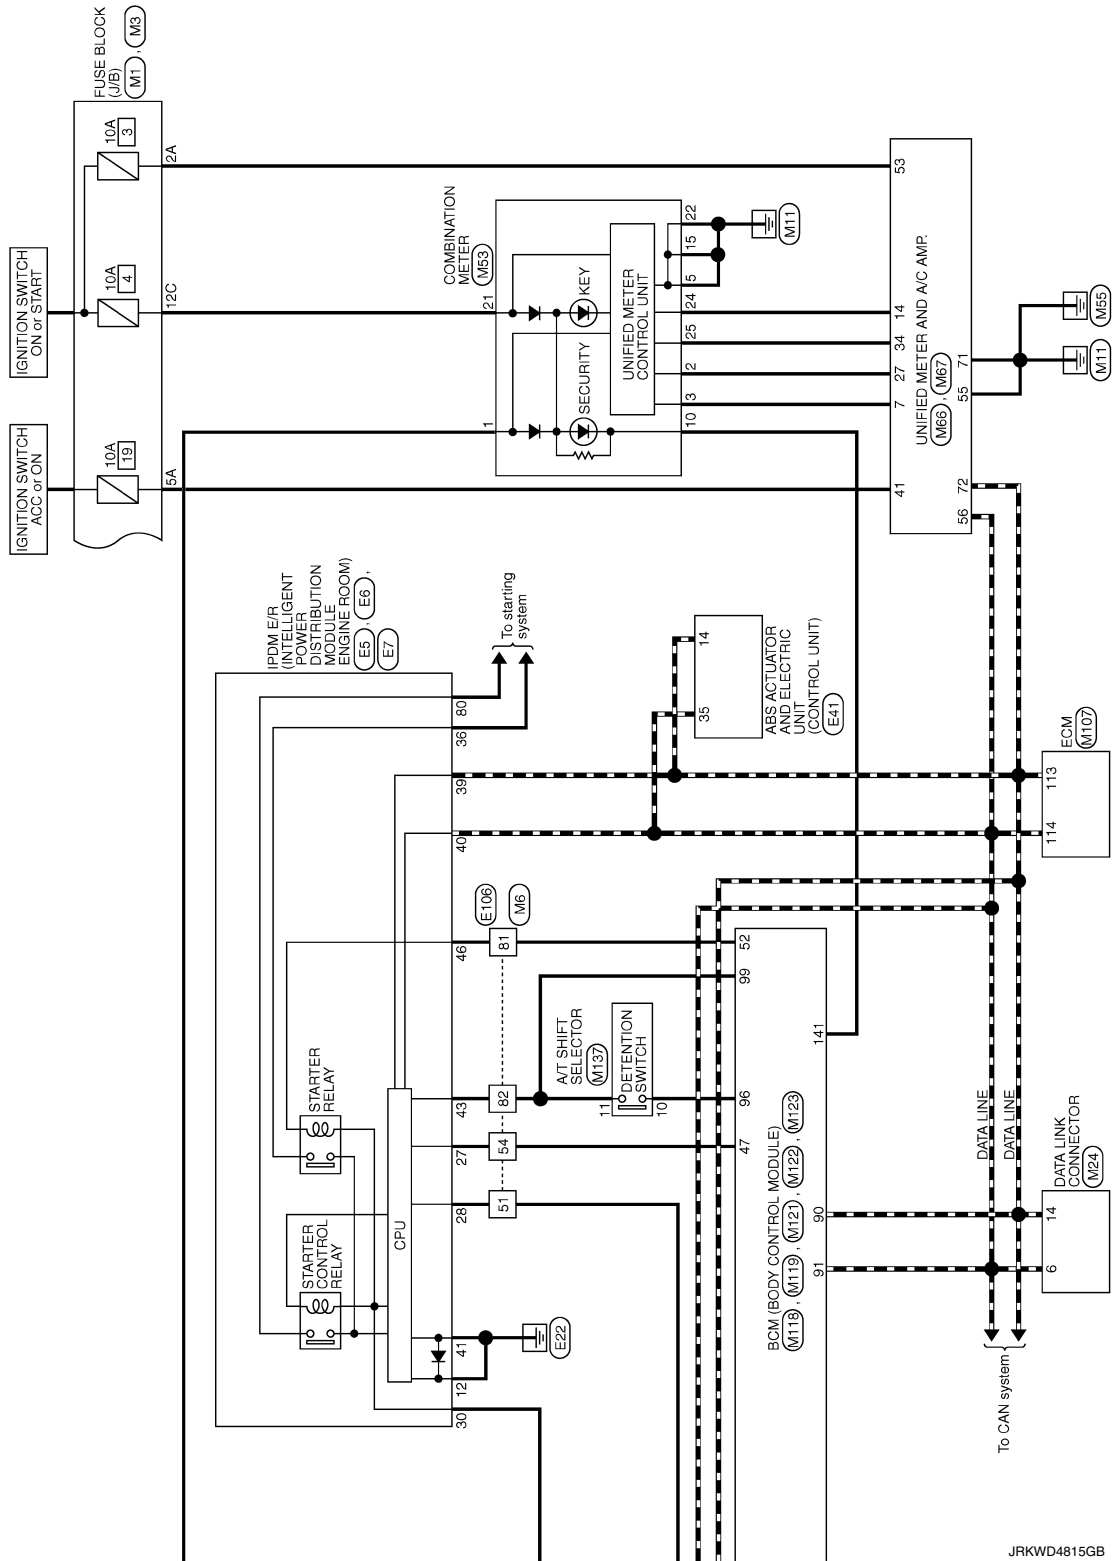 IGNITION SWITCH
ACC or ON
IGNITION SWITCH
ON or START
FUSE BLOCK
(J/B)
M1 , M3
10A
19
10A
4
10A
3
5A
12C
2A
COMBINATION
METER
M53
1
21
SECURITY
KEY
UNIFIED METER
CONTROL UNIT
10
3
2
25
24
5
15
22
M11
41
7
27
34
14
53
UNIFIED METER AND A/C AMP.
M66 , M67
56
72
55
71
M11
M55
IPDM E/R
(INTELLIGENT
POWER
DISTRIBUTION
MODULE
ENGINE ROOM)
E5 , E6 ,
E7
STARTER
CONTROL
RELAY
STARTER
RELAY
CPU
30
12
41
28
27
43
46
40
39
36
80
To starting
system
E22
51
54
82
81
E106
M6
A/T SHIFT
SELECTOR
M137
DETENTION
SWITCH
11
10
ABS ACTUATOR
AND ELECTRIC
UNIT
(CONTROL UNIT)
E41
35
14
47
96
99
52
BCM (BODY CONTROL MODULE)
M118 , M119 , M121 , M122 , M123
91
90
141
DATA LINE
DATA LINE
To CAN system
6
14
DATA LINK
CONNECTOR
M24
114
113
ECM
M107
JRKWD4815GB